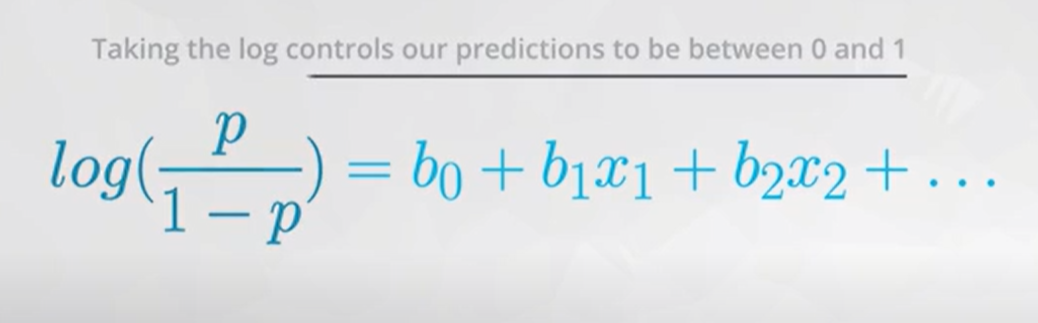 Taking the log controls our predictions to be between 0 and 1
log(p/1 − p) = b₀ + b₁x₁ + b₂x₂ + ...